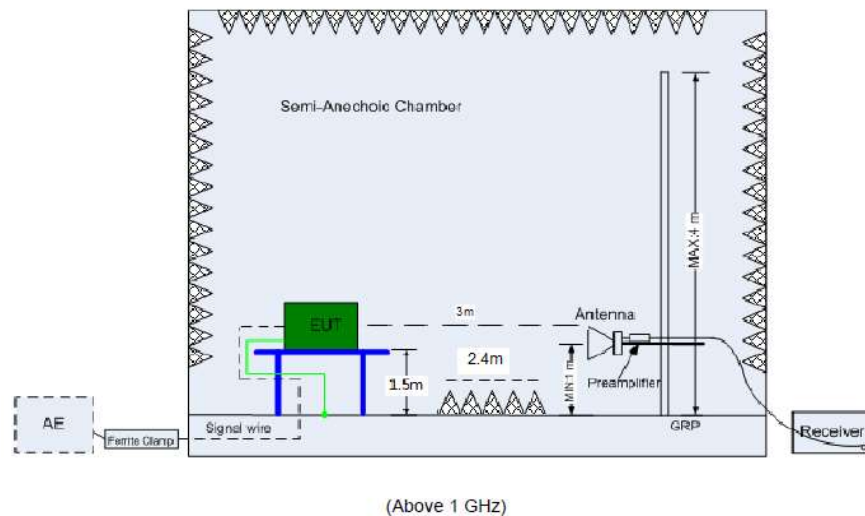 Semi-Anechoic Chamber
MAX:4 m
3m
Antenna
EUT
2.4m
MIN:1 m
1.5m
Preamplifier
AE
Ferrite Clamp
Signal wire
GRP
Receiver
(Above 1 GHz)